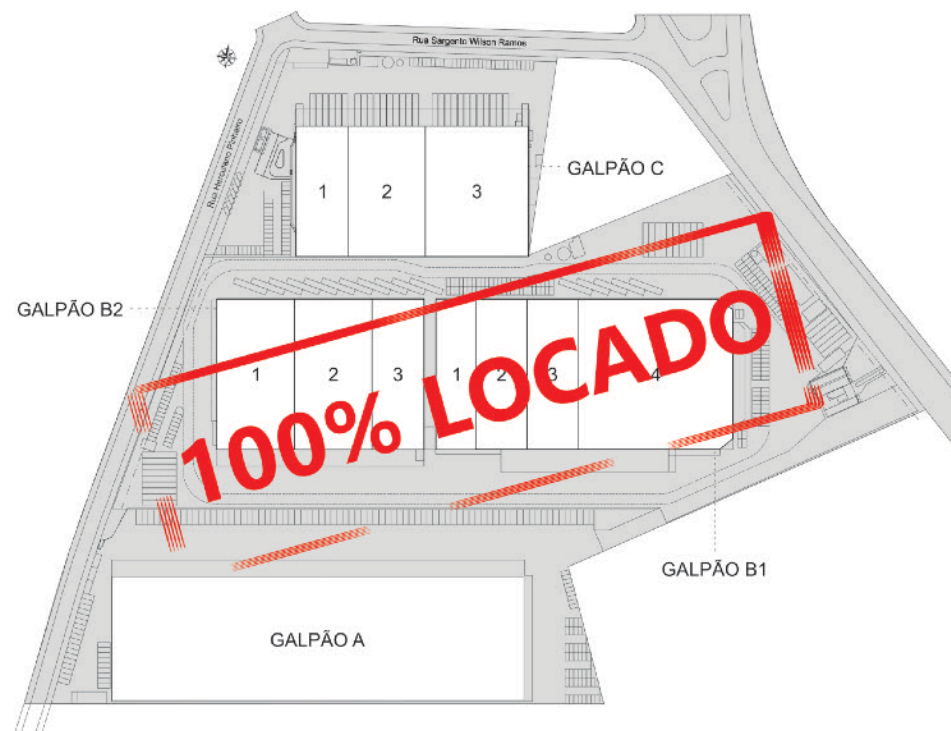 Rua Sargento Wilson Ramos
Rua Herculano Pinheiro
GALPÃO C
1 2 3
GALPÃO B2
1 2 3 1 2 3 4
100% LOCADO
GALPÃO B1
GALPÃO A